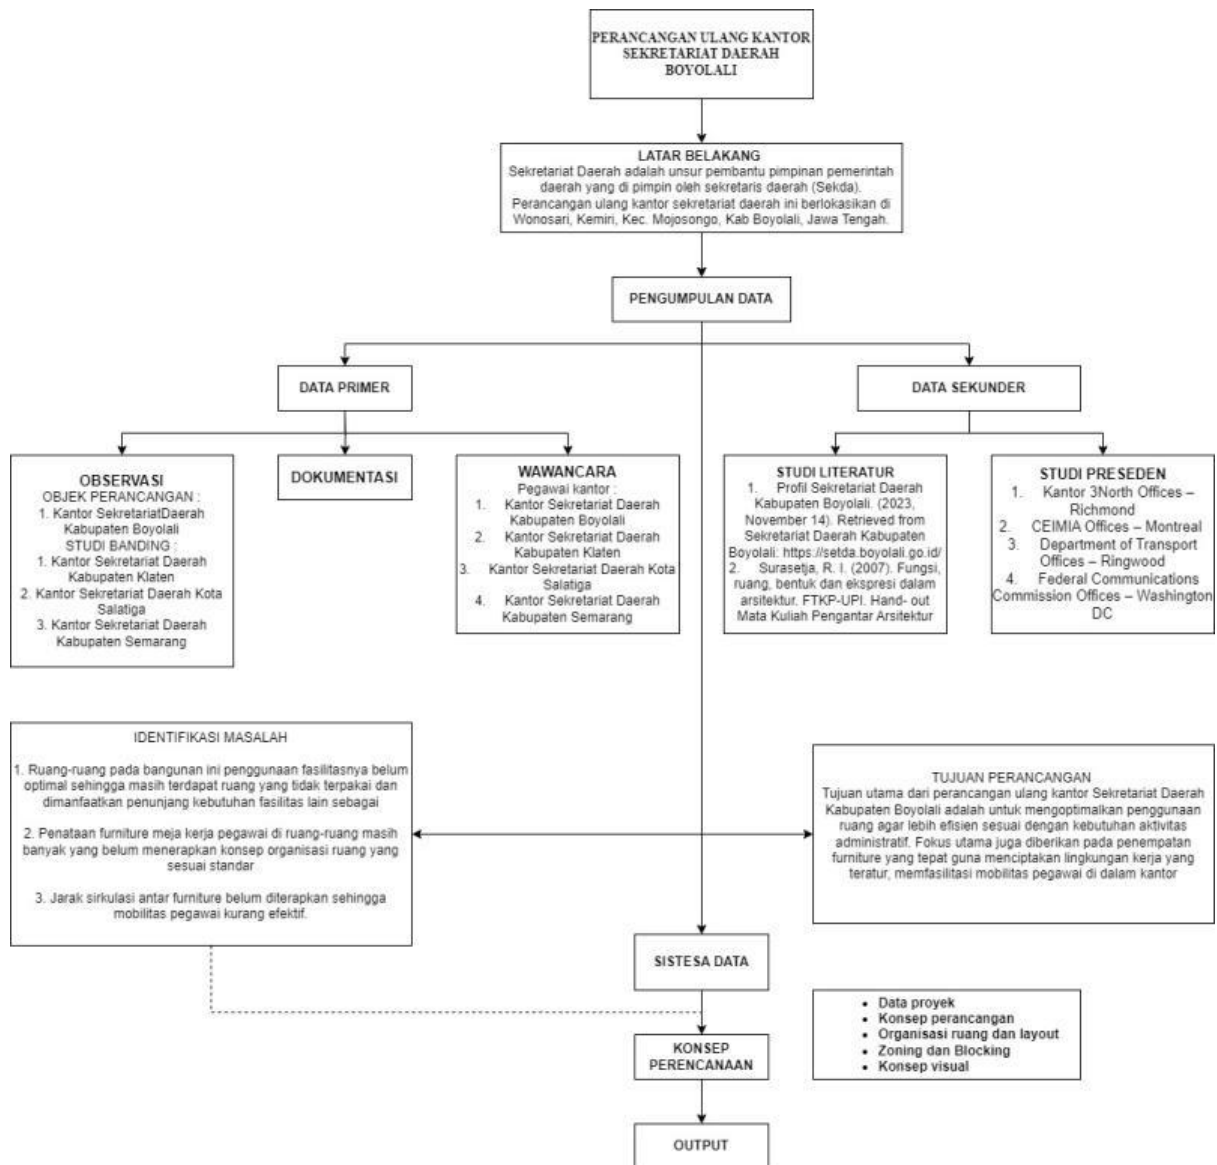 PERANCANGAN ULANG KANTOR
SEKRETARIAT DAERAH
BOYOLALI
LATAR BELAKANG
Sekretariat Daerah adalah unsur pembantu pimpinan pemerintah
daerah yang di pimpin oleh sekretaris daerah (Sekda).
Perancangan ulang kantor sekretariat daerah ini berlokasikan di
Wonosari, Kemiri, Kec. Mojosongo, Kab Boyolali, Jawa Tengah.
PENGUMPULAN DATA
DATA PRIMER
DATA SEKUNDER
OBSERVASI
OBJEK PERANCANGAN :
1. Kantor SekretariatDaerah
Kabupaten Boyolali
STUDI BANDING :
1. Kantor Sekretariat Daerah
Kabupaten Klaten
2. Kantor Sekretariat Daerah Kota
Salatiga
3. Kantor Sekretariat Daerah
Kabupaten Semarang
DOKUMENTASI
WAWANCARA
Pegawai kantor :
1. Kantor Sekretariat Daerah
Kabupaten Boyolali
2. Kantor Sekretariat Daerah
Kabupaten Klaten
3. Kantor Sekretariat Daerah Kota
Salatiga
4. Kantor Sekretariat Daerah
Kabupaten Semarang
STUDI LITERATUR
1. Profil Sekretariat Daerah
Kabupaten Boyolali. (2023,
November 14). Retrieved from
Sekretariat Daerah Kabupaten
Boyolali: https://setda.boyolali.go.id/
2. Surasetja, R. I. (2007). Fungsi,
ruang, bentuk dan ekspresi dalam
arsitektur. FTKP-UPI. Hand- out
Mata Kuliah Pengantar Arsitektur
STUDI PRESEDEN
1. Kantor 3North Offices –
Richmond
2. CEIMIA Offices – Montreal
3. Department of Transport
Offices – Ringwood
4. Federal Communications
Commission Offices – Washington
DC
IDENTIFIKASI MASALAH
1. Ruang-ruang pada bangunan ini penggunaan fasilitasnya belum
optimal sehingga masih terdapat ruang yang tidak terpakai dan
dimanfaatkan penunjang kebutuhan fasilitas lain sebagai
2. Penataan furniture meja kerja pegawai di ruang-ruang masih
banyak yang belum menerapkan konsep organisasi ruang yang
sesuai standar
3. Jarak sirkulasi antar furniture belum diterapkan sehingga
mobilitas pegawai kurang efektif.
TUJUAN PERANCANGAN
Tujuan utama dari perancangan ulang kantor Sekretariat Daerah
Kabupaten Boyolali adalah untuk mengoptimalkan penggunaan
ruang agar lebih efisien sesuai dengan kebutuhan aktivitas
administratif. Fokus utama juga diberikan pada penempatan
furniture yang tepat guna menciptakan lingkungan kerja yang
teratur, memfasilitasi mobilitas pegawai di dalam kantor
SISTESA DATA
KONSEP
PERENCANAAN
• Data proyek
• Konsep perancangan
• Organisasi ruang dan layout
• Zoning dan Blocking
• Konsep visual
OUTPUT